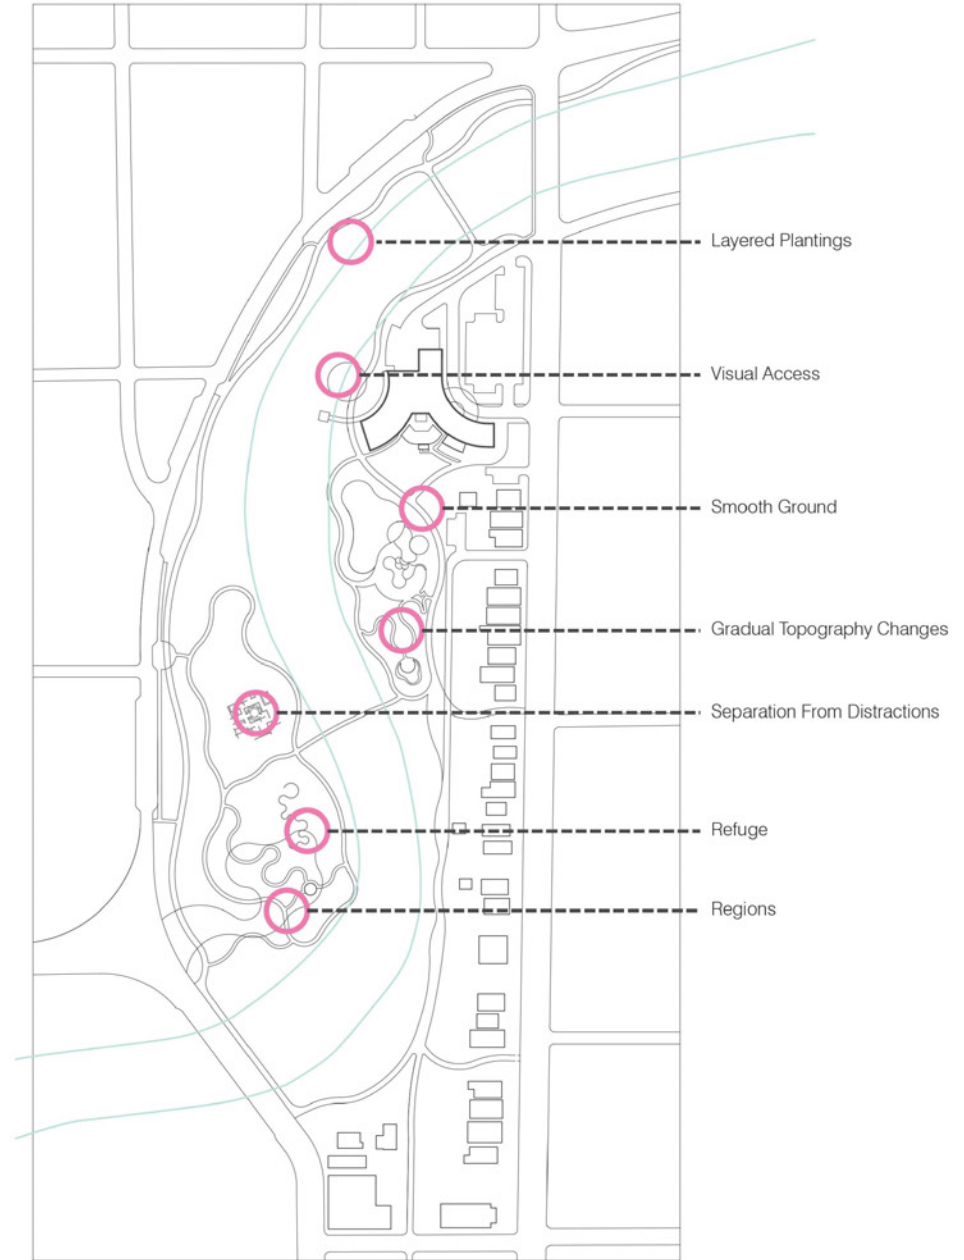 Layered Plantings
Visual Access
Smooth Ground
Gradual Topography Changes
Separation From Distractions
Refuge
Regions